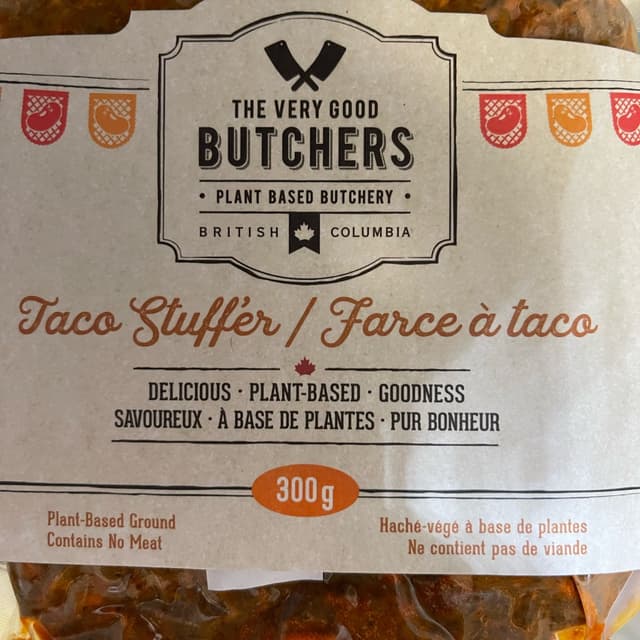 THE VERY GOOD
BUTCHERS
• PLANT BASED BUTCHERY •
BRITISH COLUMBIA
Taco Stuff'er / Farce à taco
DELICIOUS · PLANT-BASED · GOODNESS
SAVOUREUX · À BASE DE PLANTES · PUR BONHEUR
300 g
Plant-Based Ground
Contains No Meat
Haché-végé à base de plantes
Ne contient pas de viande